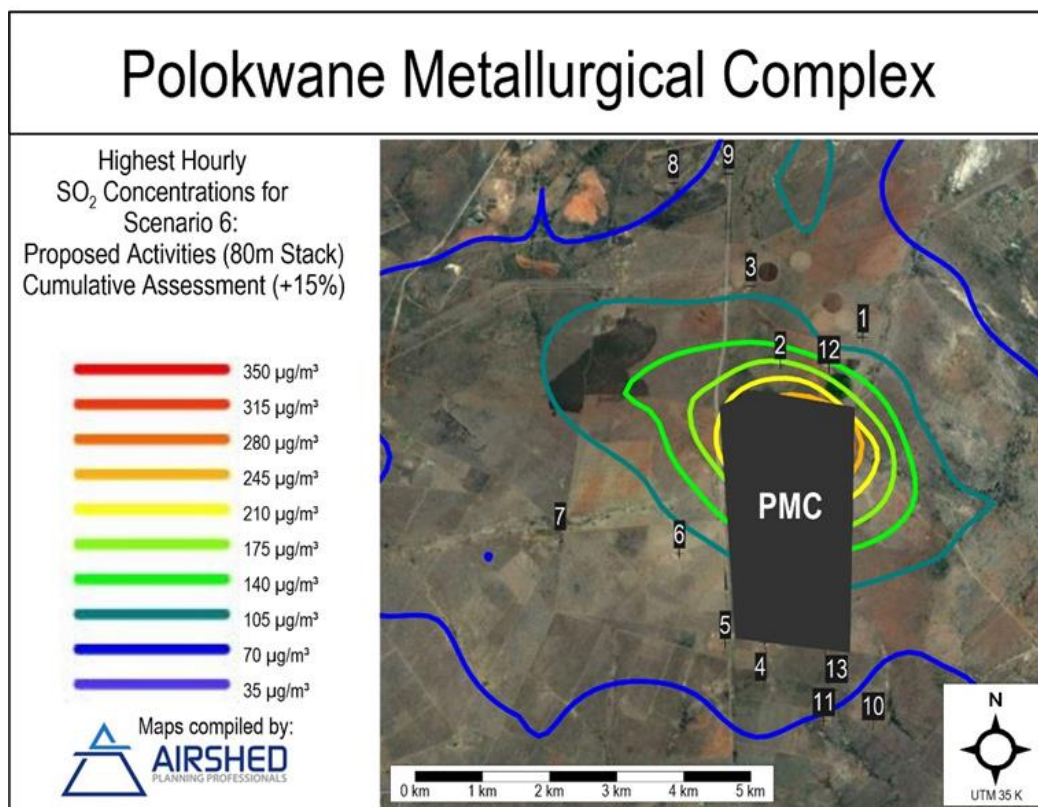 Polokwane Metallurgical Complex
Highest Hourly
SO₂ Concentrations for
Scenario 6:
Proposed Activities (80m Stack)
Cumulative Assessment (+15%)
350 µg/m³
315 µg/m³
280 µg/m³
245 µg/m³
210 µg/m³
175 µg/m³
140 µg/m³
105 µg/m³
70 µg/m³
35 µg/m³
Maps compiled by:
AIRSHED
PLANNING PROFESSIONALS
8
9
3
1
2
12
PMC
7
6
5
4
13
11
10
0 km 1 km 2 km 3 km 4 km 5 km
N
UTM 35 K